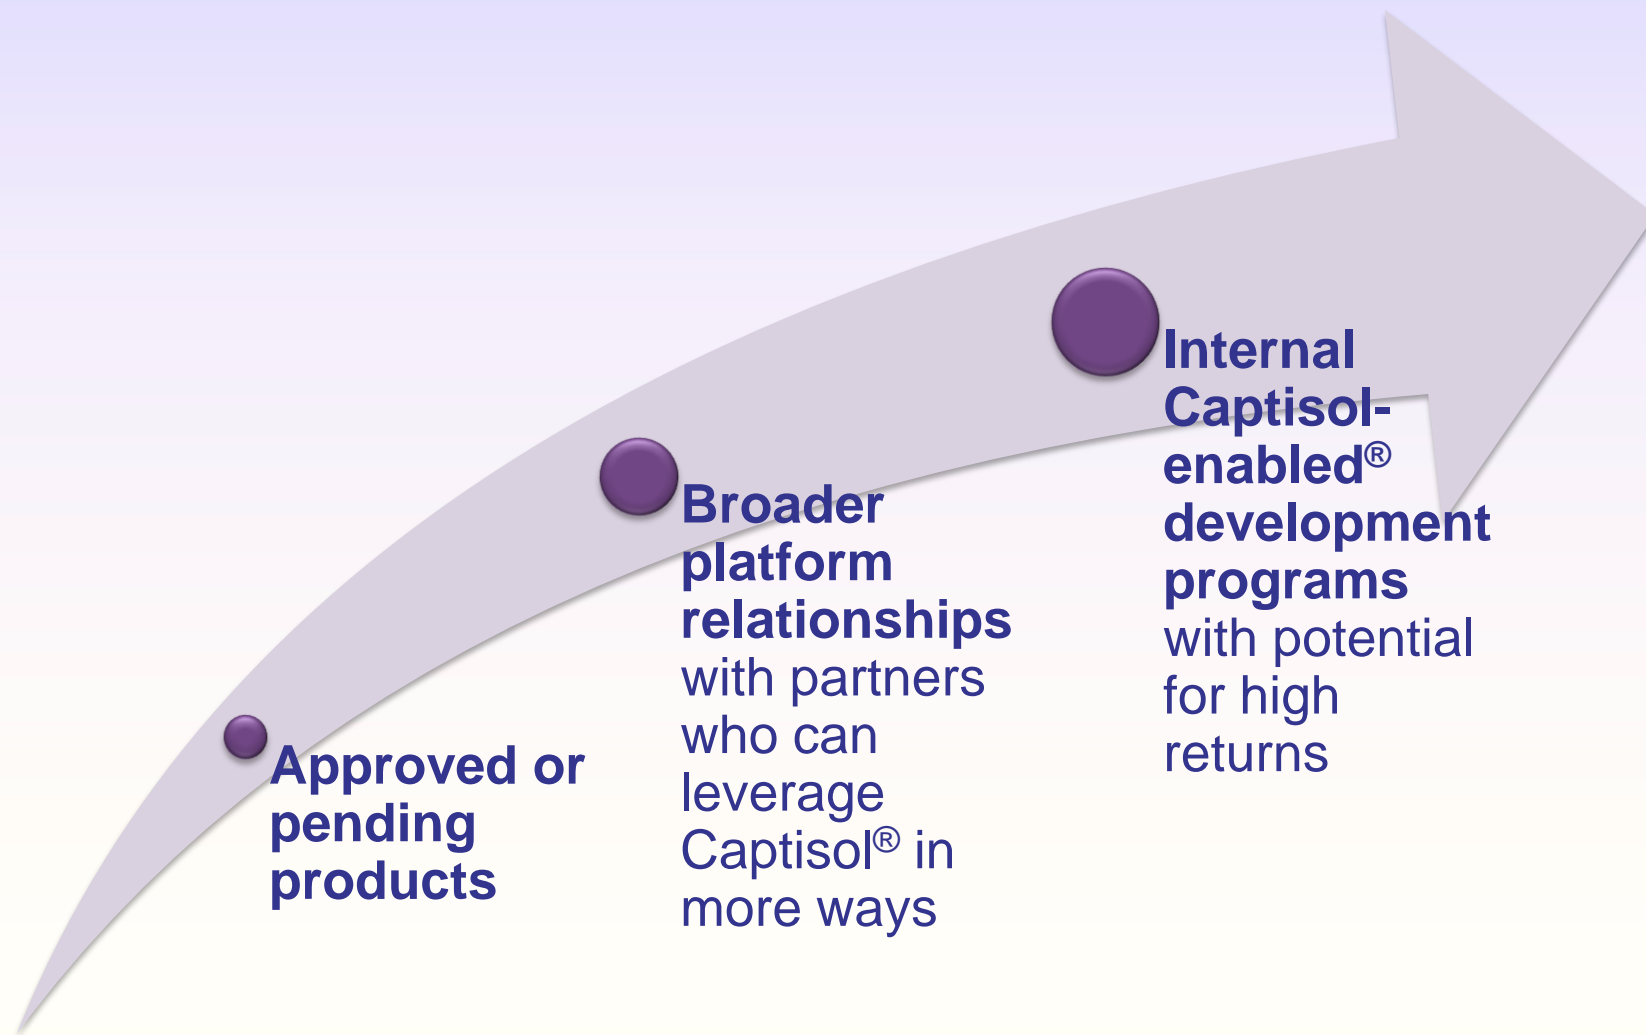 Approved or
pending
products
Broader
platform
relationships
with partners
who can
leverage
Captisol® in
more ways
Internal
Captisol-
enabled®
development
programs
with potential
for high
returns